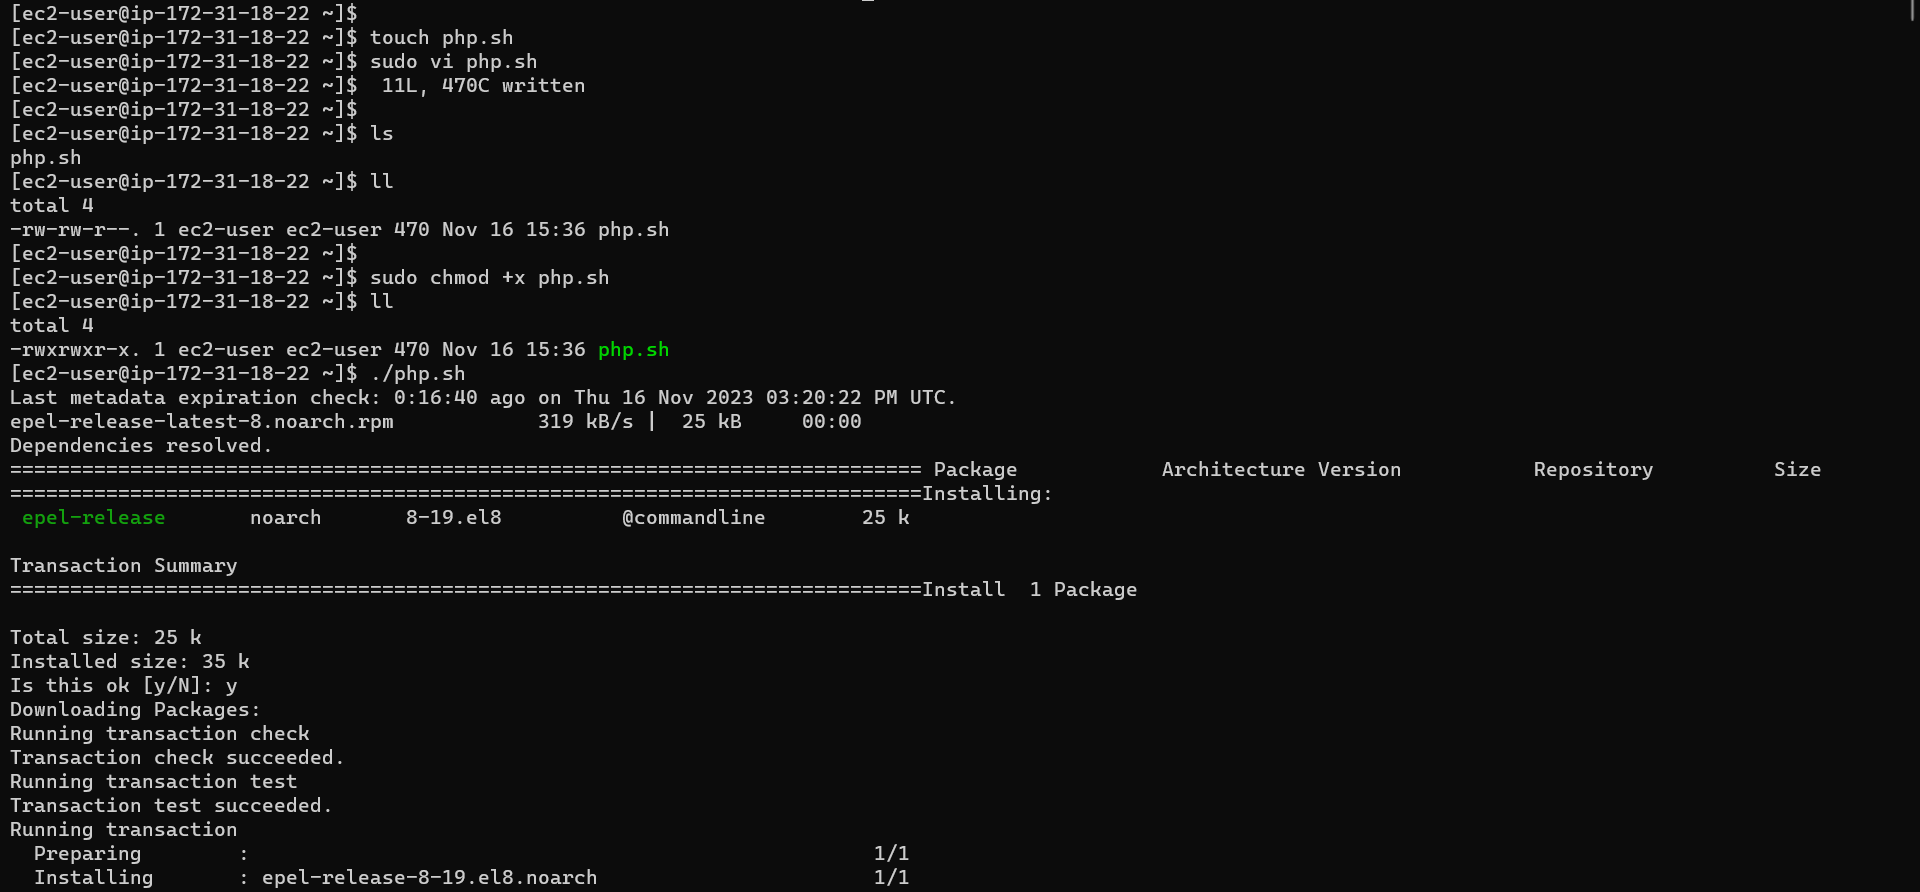 [ec2-user@ip-172-31-18-22 ~]$
[ec2-user@ip-172-31-18-22 ~]$ touch php.sh
[ec2-user@ip-172-31-18-22 ~]$ sudo vi php.sh
[ec2-user@ip-172-31-18-22 ~]$  11L, 470C written
[ec2-user@ip-172-31-18-22 ~]$
[ec2-user@ip-172-31-18-22 ~]$ ls
php.sh
[ec2-user@ip-172-31-18-22 ~]$ ll
total 4
-rw-rw-r--. 1 ec2-user ec2-user 470 Nov 16 15:36 php.sh
[ec2-user@ip-172-31-18-22 ~]$
[ec2-user@ip-172-31-18-22 ~]$ sudo chmod +x php.sh
[ec2-user@ip-172-31-18-22 ~]$ ll
total 4
-rwxrwxr-x. 1 ec2-user ec2-user 470 Nov 16 15:36 php.sh
[ec2-user@ip-172-31-18-22 ~]$ ./php.sh
Last metadata expiration check: 0:16:40 ago on Thu 16 Nov 2023 03:20:22 PM UTC.
epel-release-latest-8.noarch.rpm            319 kB/s |  25 kB     00:00
Dependencies resolved.
============================================================================ Package            Architecture Version           Repository          Size
============================================================================Installing:
 epel-release       noarch       8-19.el8          @commandline        25 k

Transaction Summary
============================================================================Install  1 Package

Total size: 25 k
Installed size: 35 k
Is this ok [y/N]: y
Downloading Packages:
Running transaction check
Transaction check succeeded.
Running transaction test
Transaction test succeeded.
Running transaction
  Preparing        :                                                    1/1
  Installing       : epel-release-8-19.el8.noarch                       1/1